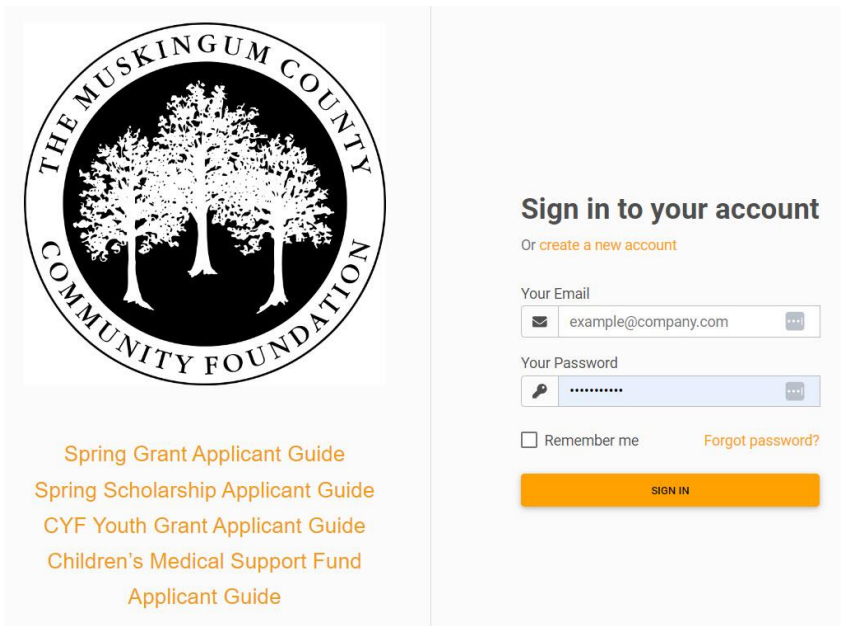 THE MUSKINGUM COUNTY
COMMUNITY FOUNDATION
Spring Grant Applicant Guide
Spring Scholarship Applicant Guide
CYF Youth Grant Applicant Guide
Children's Medical Support Fund
Applicant Guide
Sign in to your account
Or create a new account
Your Email
example@company.com
Your Password
•••••••••••
Remember me
Forgot password?
SIGN IN